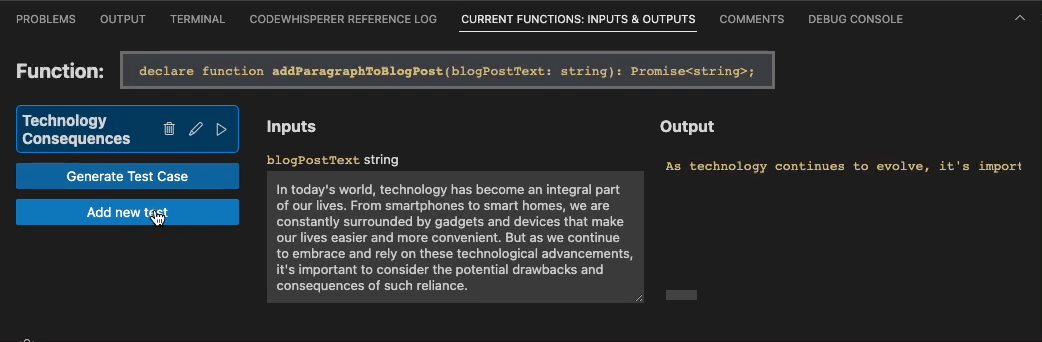 PROBLEMS OUTPUT TERMINAL CODEWHISPERER REFERENCE LOG CURRENT FUNCTIONS: INPUTS & OUTPUTS COMMENTS DEBUG CONSOLE
Function: declare function addParagraphToBlogPost(blogPostText: string): Promise<string>;
Technology
Consequences
Generate Test Case
Add new test
Inputs
blogPostText string
In today's world, technology has become an integral part
of our lives. From smartphones to smart homes, we are
constantly surrounded by gadgets and devices that make
our lives easier and more convenient. But as we continue
to embrace and rely on these technological advancements,
it's important to consider the potential drawbacks and
consequences of such reliance.
Output
As technology continues to evolve, it's import